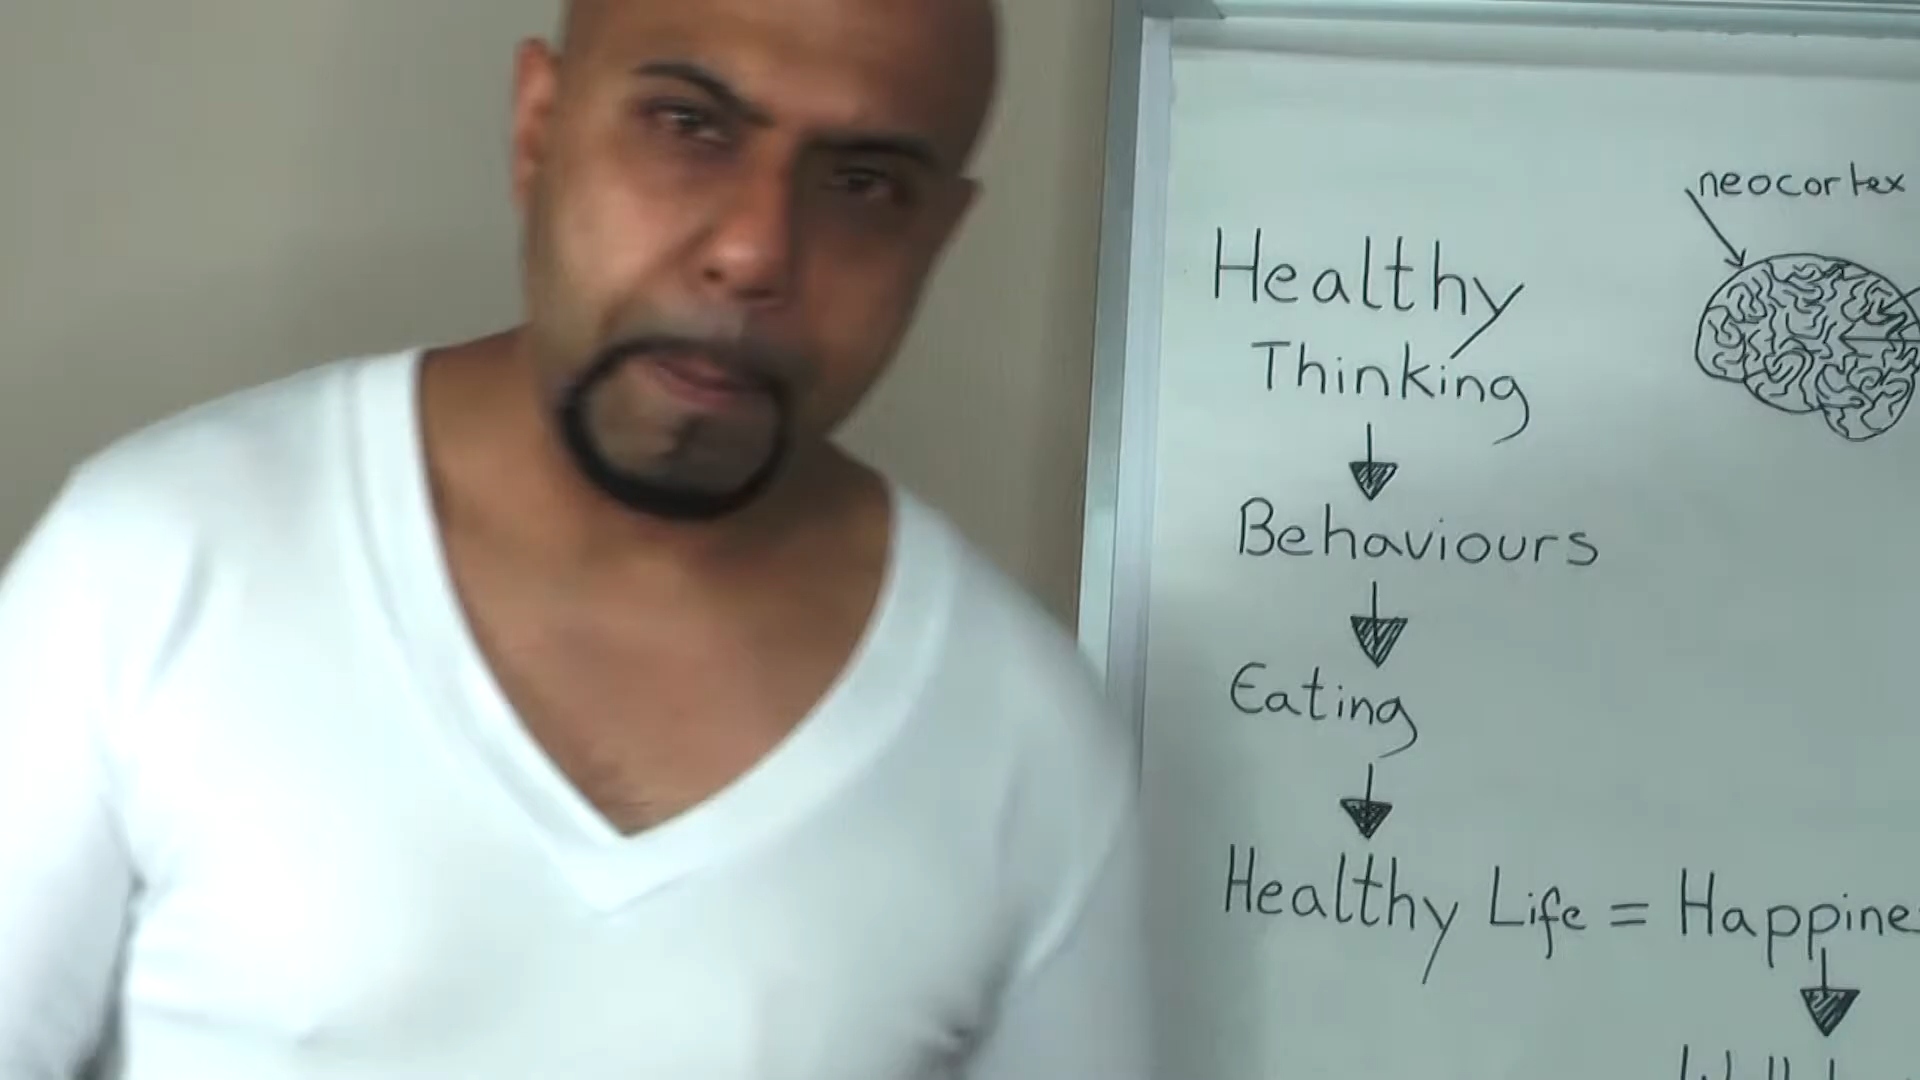 neocortex
Healthy
Thinking
Behaviours
Eating
Healthy Life = Happine